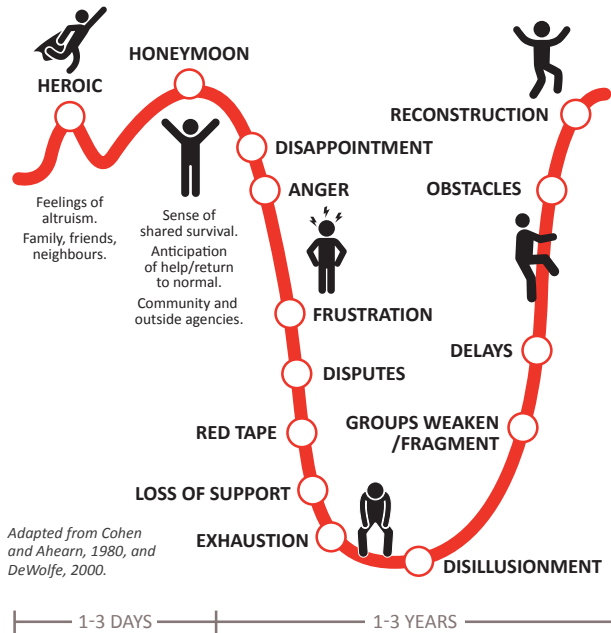 HEROIC
Feelings of
altruism.
Family, friends,
neighbours.
HONEYMOON
Sense of
shared survival.
Anticipation
of help/return
to normal.
Community and
outside agencies.
DISAPPOINTMENT
ANGER
FRUSTRATION
DISPUTES
RED TAPE
LOSS OF SUPPORT
EXHAUSTION
DISILLUSIONMENT
GROUPS WEAKEN
/FRAGMENT
DELAYS
OBSTACLES
RECONSTRUCTION
Adapted from Cohen
and Ahearn, 1980, and
DeWolfe, 2000.
1-3 DAYS
1-3 YEARS